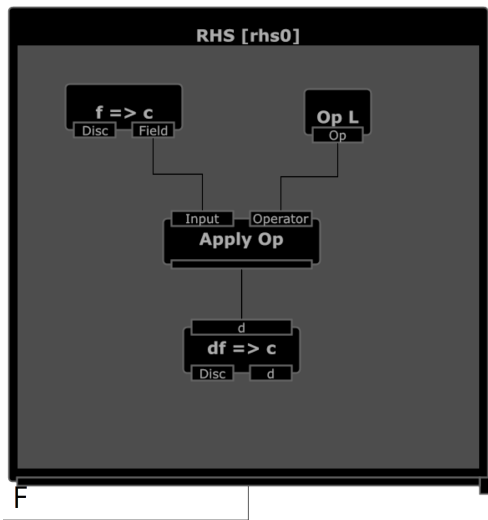 RHS [rhs0]
f => c
Disc Field
Op L
Op
Input Operator
Apply Op
d
df => c
Disc d
F